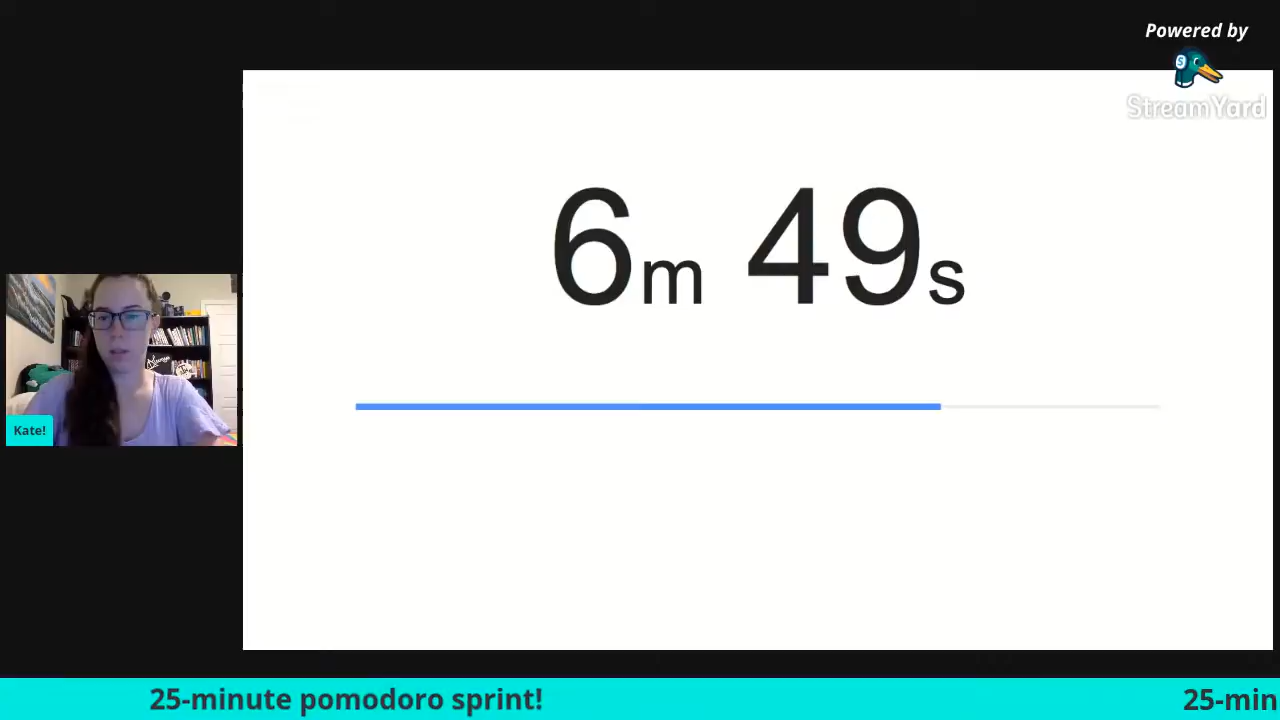 Powered by
StreamYard
6m 49s
Kate!
25-minute pomodoro sprint!
25-min